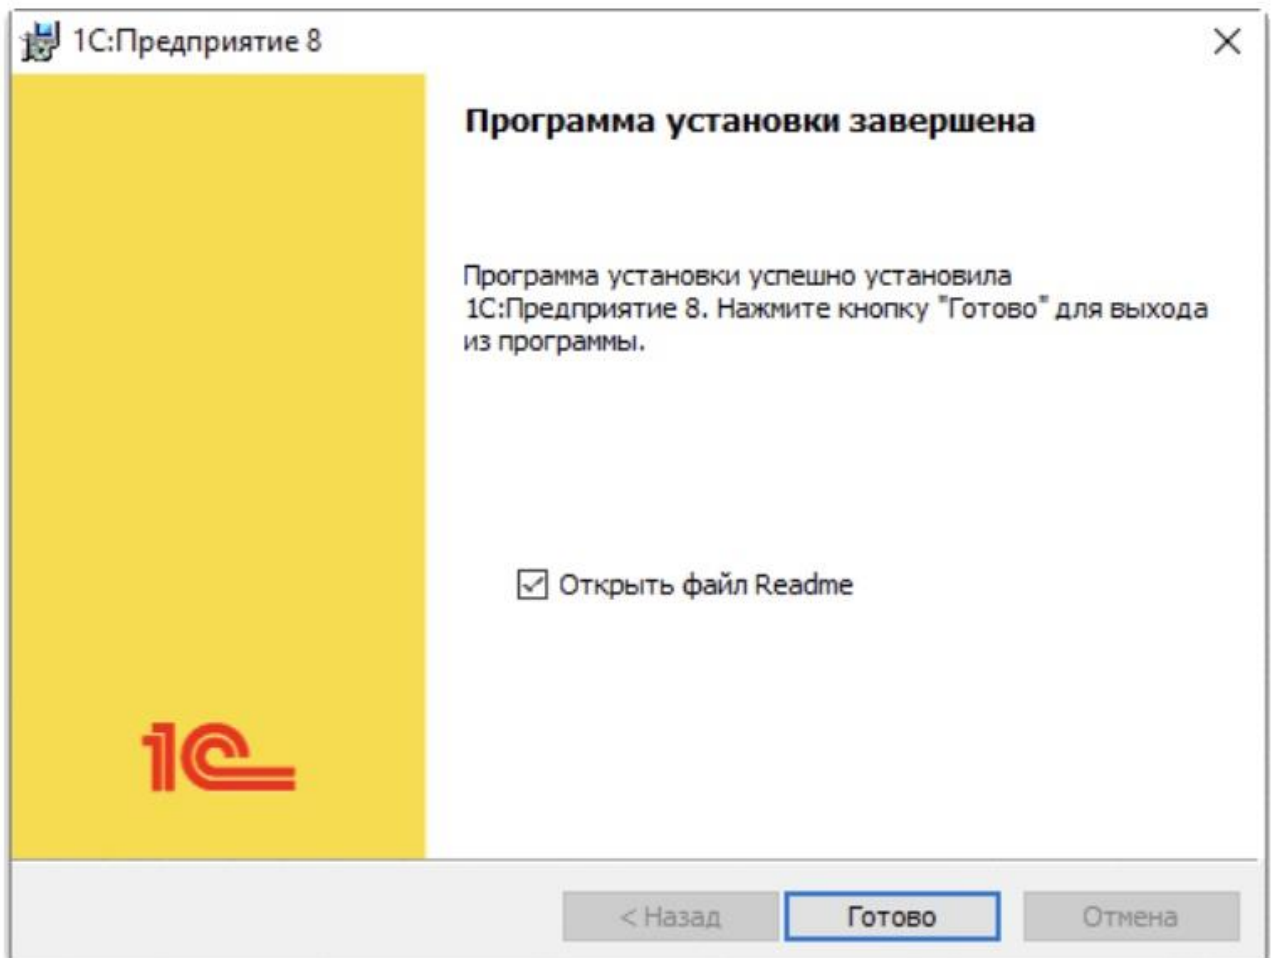 1С:Предприятие 8
Программа установки завершена
Программа установки успешно установила
1С:Предприятие 8. Нажмите кнопку "Готово" для выхода
из программы.
Открыть файл Readme
1С
< Назад
Готово
Отмена